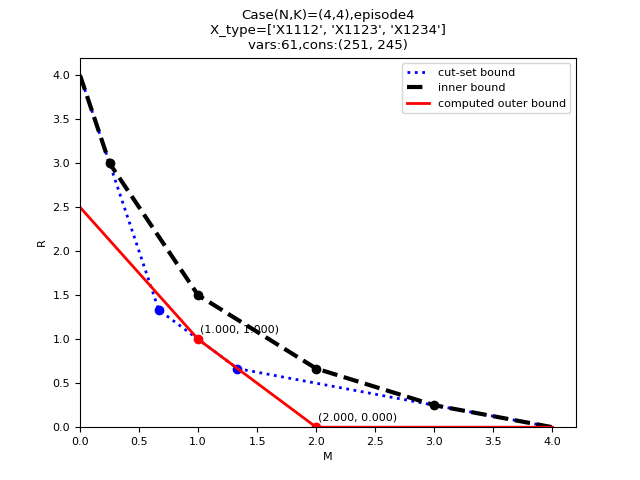 Case(N,K)=(4,4),episode4
X_type=['X1112', 'X1123', 'X1234']
vars:61,cons:(251, 245)
cut-set bound
inner bound
computed outer bound
R
4.0
3.5
3.0
2.5
2.0
1.5
1.0
0.5
0.0
(1.000, 1.000)
(2.000, 0.000)
0.0 0.5 1.0 1.5 2.0 2.5 3.0 3.5 4.0
M